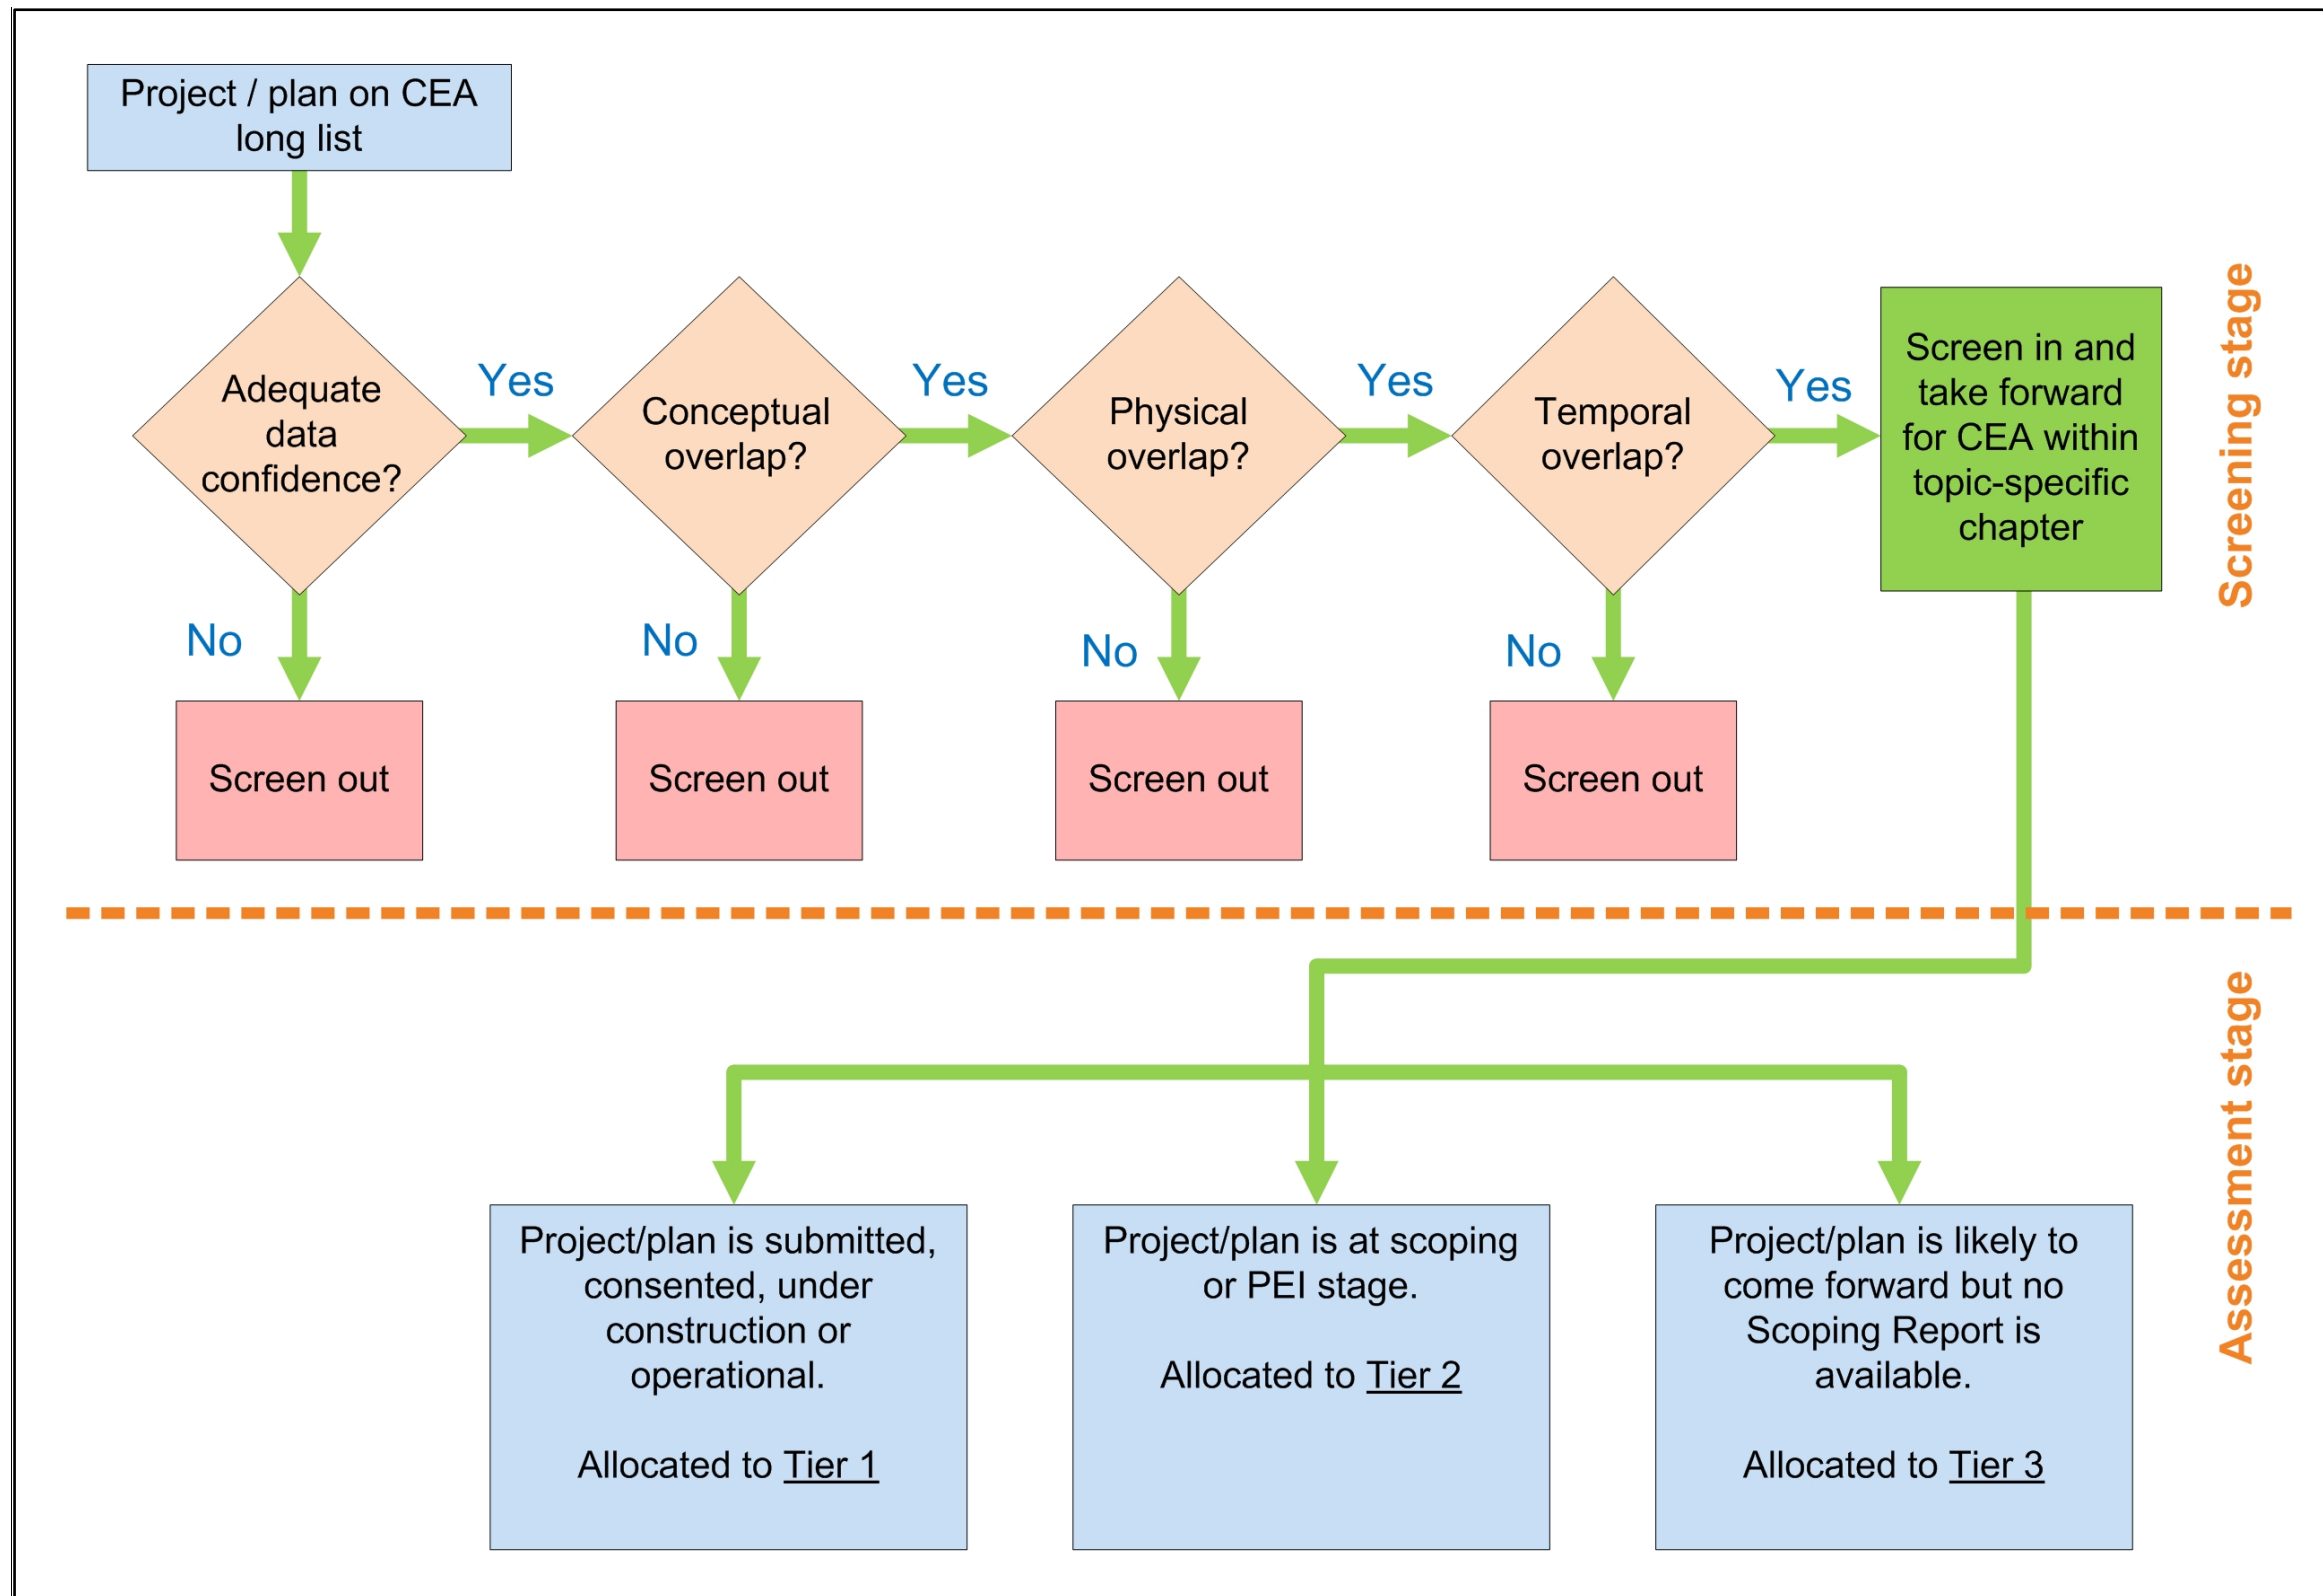 Project / plan on CEA
long list
Adequate
data
confidence?
Yes
No
Screen out
Conceptual
overlap?
Yes
No
Screen out
Physical
overlap?
Yes
No
Screen out
Temporal
overlap?
Yes
No
Screen out
Screen in and
take forward
for CEA within
topic-specific
chapter
Screening stage
Project/plan is submitted,
consented, under
construction or
operational.
Allocated to Tier 1
Project/plan is at scoping
or PEI stage.
Allocated to Tier 2
Project/plan is likely to
come forward but no
Scoping Report is
available.
Allocated to Tier 3
Assessment stage